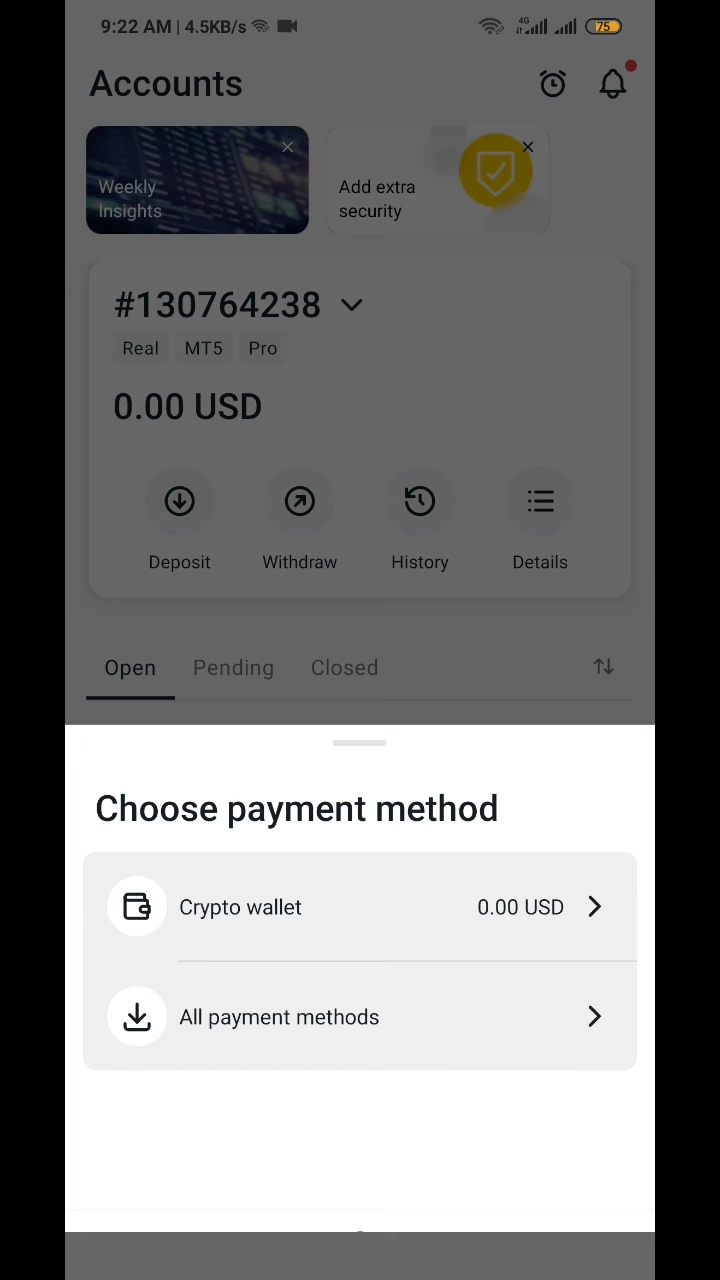 9:22 AM | 4.5KB/s
4G
75
Accounts
Weekly
Insights
Add extra
security
#130764238
Real MT5 Pro
0.00 USD
Deposit Withdraw History Details
Open Pending Closed
Choose payment method
Crypto wallet 0.00 USD
All payment methods